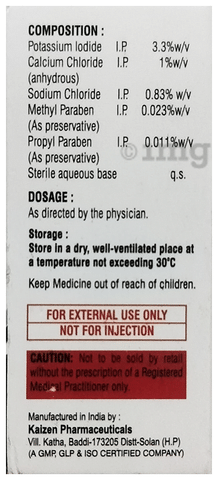 COMPOSITION :
Potassium Iodide I.P. 3.3%w/v
Calcium Chloride I.P. 1%w/v
(anhydrous)
Sodium Chloride I.P. 0.83% w/v
Methyl Paraben I.P. 0.023%w/v
(As preservative)
Propyl Paraben I.P. 0.011%w/v
(As preservative)
Sterile aqueous base q.s.
1mg
DOSAGE :
As directed by the physician.
Storage :
Store in a dry, well-ventilated place at
a temperature not exceeding 30°C
Keep Medicine out of reach of children.
FOR EXTERNAL USE ONLY
NOT FOR INJECTION
CAUTION: Not to be sold by retail
without the prescription of a Registered
Medical Practitioner only.
Manufactured in India by :
Kaizen Pharmaceuticals
Vill. Katha, Baddi-173205 Distt-Solan (H.P)
(A GMP, GLP & ISO CERTIFIED COMPANY)